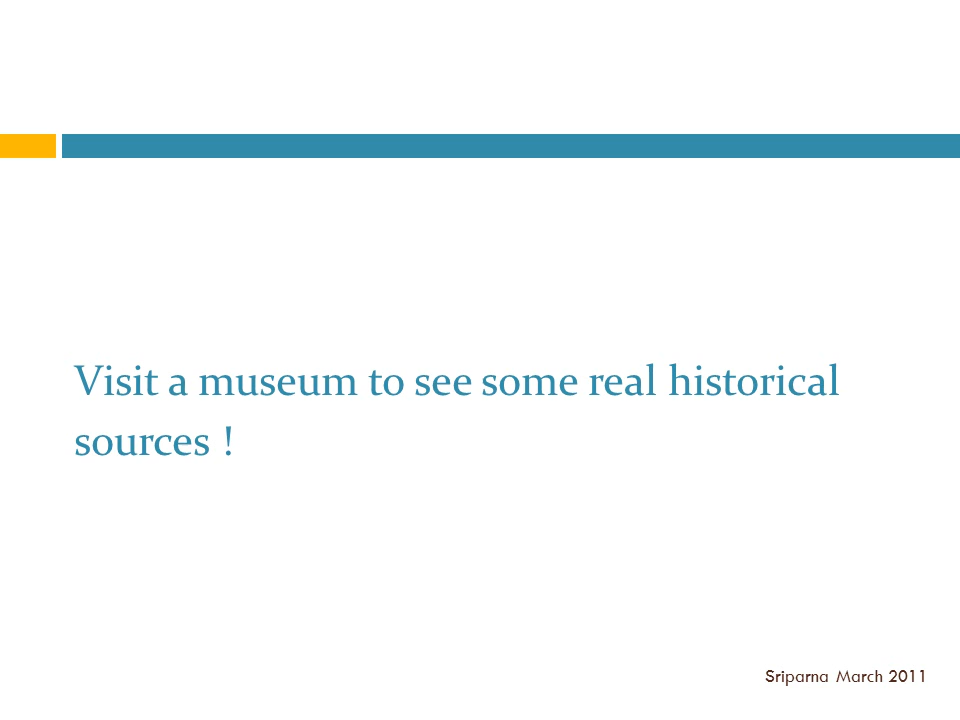 Visit a museum to see some real historical
sources !
Sriparna March 2011